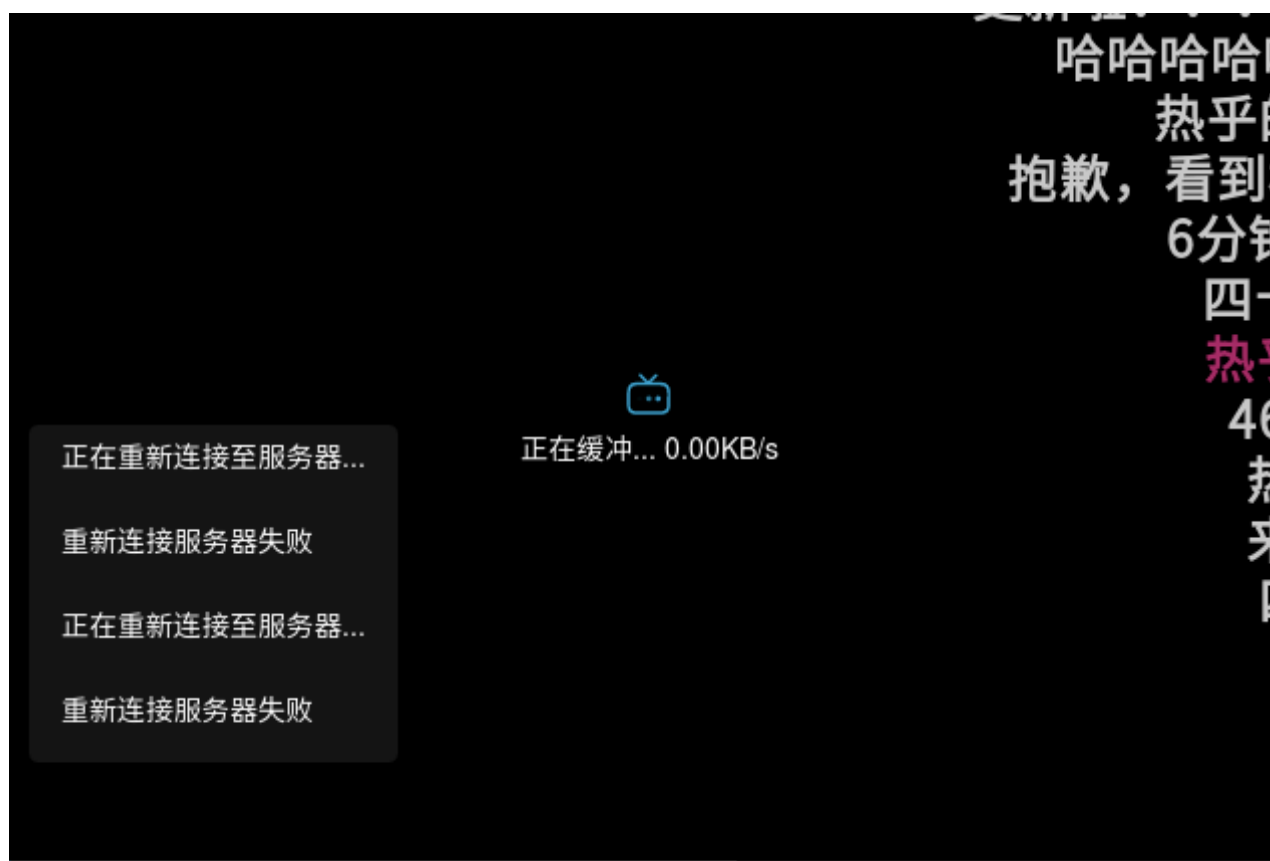 哈哈哈哈
热乎
抱歉，看到
6分
四
热
46
正在缓冲... 0.00KB/s
正在重新连接至服务器...
重新连接服务器失败
正在重新连接至服务器...
重新连接服务器失败